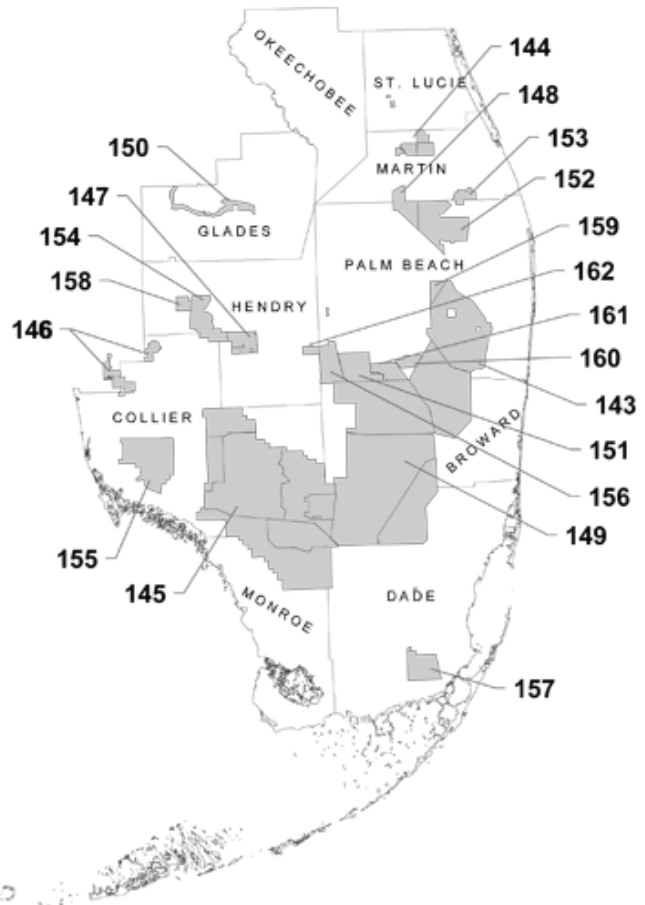 144
OKEECHOBEE
ST. LUCIE
148
150
153
147
MARTIN
152
GLADES
159
154
PALM BEACH
162
158
HENDRY
161
146
160
143
COLLIER
BROWARD
151
156
149
155
145
MONROE
DADE
157